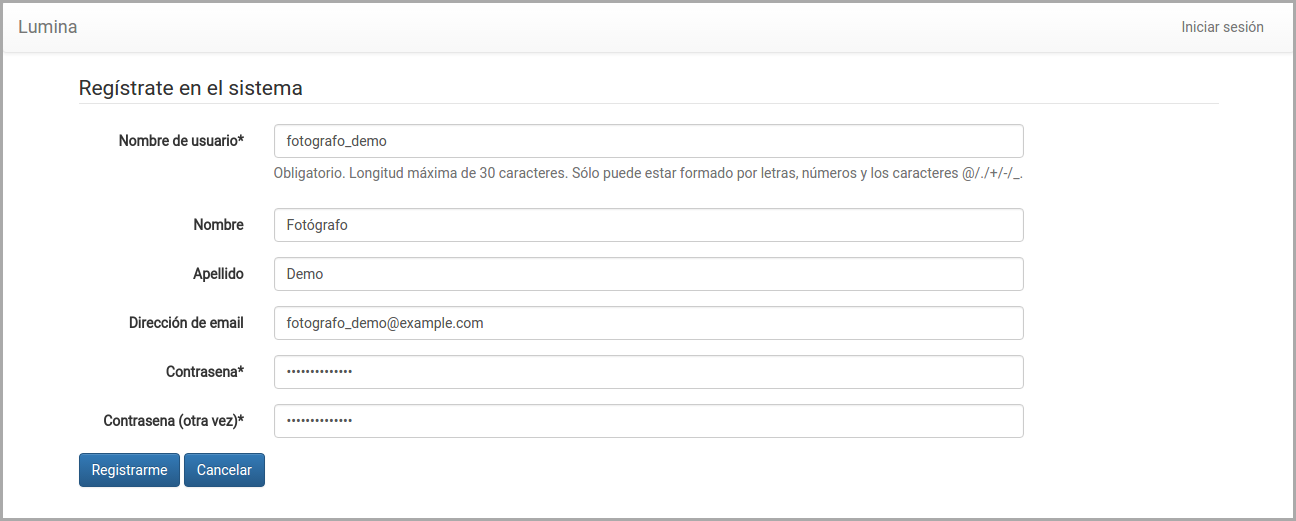 Lumina
Iniciar sesión
Regístrate en el sistema
Nombre de usuario* fotografo_demo
Obligatorio. Longitud máxima de 30 caracteres. Sólo puede estar formado por letras, números y los caracteres @/./+/-/_.
Nombre Fotógrafo
Apellido Demo
Dirección de email fotografo_demo@example.com
Contrasena* ••••••••••••••
Contrasena (otra vez)* ••••••••••••••
Registrarme Cancelar